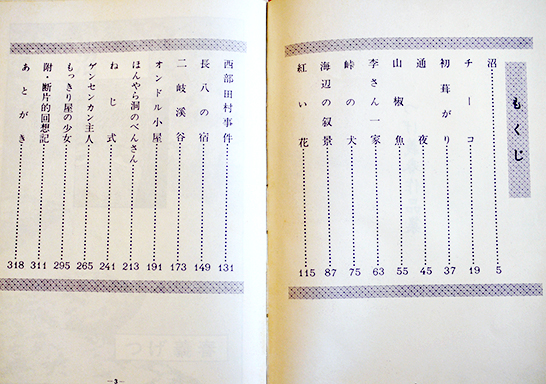 もくじ
沼……5
チーコ……19
初茸がり……37
通夜……45
山椒魚……55
李さん一家……63
峠の犬……75
海辺の叙景……87
紅い花……115
西部田村事件……131
長八の宿……149
二岐渓谷……173
オンドル小屋……191
ほんやら洞のべんさん……213
ねじ式……241
ゲンセンカン主人……265
もっきり屋の少女……295
附・断片的回想記……311
あとがき……318
—3—